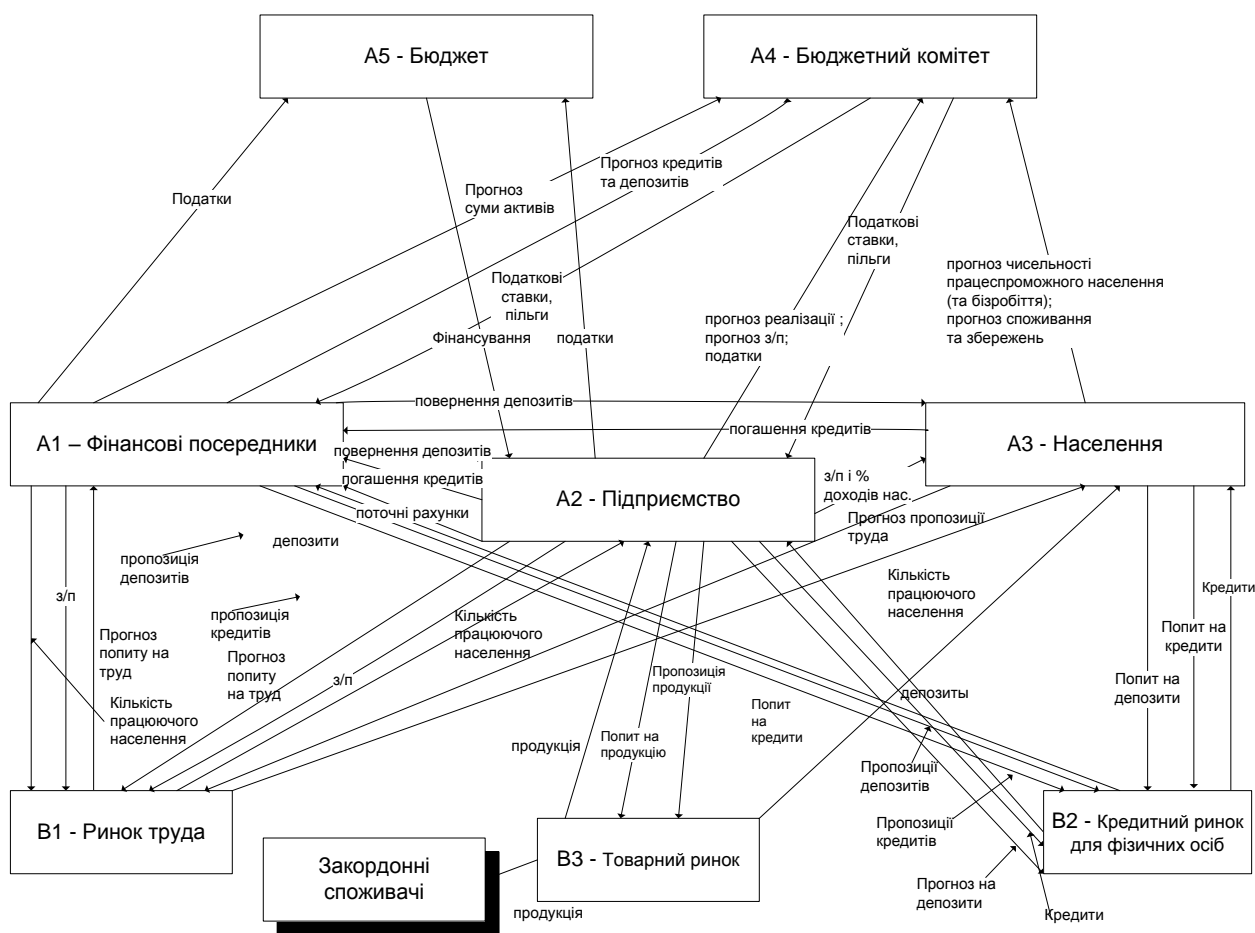 А5 - Бюджет
А4 - Бюджетний комітет
Податки
Прогноз
суми активів
Прогноз кредитів
та депозитів
Податкові
ставки,
пільги
Податкові
ставки,
пільги
прогноз чисельності
працеспроможного населення
(та бізробіття);
прогноз споживання
та збережень
Фінансування
податки
прогноз реалізації ;
прогноз з/п;
податки
повернення депозитів
А1 – Фінансові посередники
погашення кредитів
А3 - Населення
повернення депозитів
погашення кредитів
поточні рахунки
А2 - Підприємство
з/п і %
доходів нас.
Прогноз пропозиції
труда
пропозиція
депозитів
депозити
з/п
пропозиція
кредитів
Кількість
працюючого
населення
Кількість
працюючого
населення
Кредити
Прогноз
попиту на
труд
Прогноз
попиту
на труд
з/п
Пропозиція
продукції
депозиты
Попит на
кредити
Попит на
депозити
Кількість
працюючого
населення
продукція
Попит на
продукцію
Попит
на
кредити
Пропозиції
депозитів
В1 - Ринок труда
Закордонні
споживачі
В3 - Товарний ринок
Пропозиції
кредитів
В2 - Кредитний ринок
для фізичних осіб
Прогноз на
депозити
продукція
Кредити